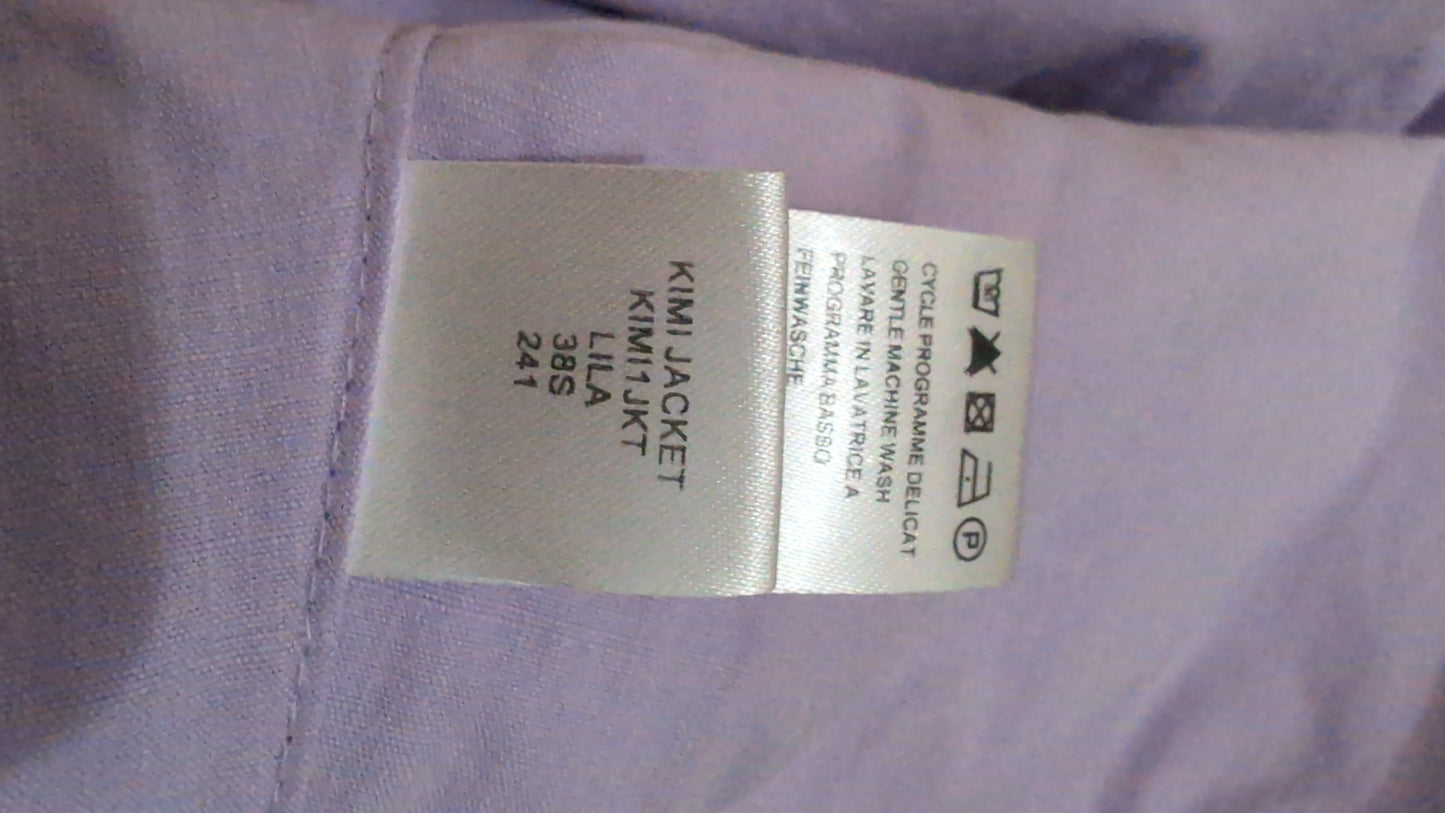 KIMI JACKET
KIMI1JKT
LILA
38S
241
P
CYCLE PROGRAMME DELICAT
GENTLE MACHINE WASH
LAVARE IN LAVATRICE A
PROGRAMMA BASSO
FEINWASCHE